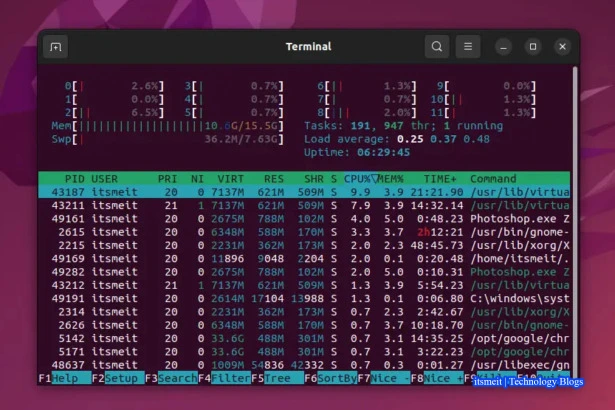 Terminal
0[| 2.6%] 3[| 0.7%] 6[|| 1.3%] 9[ 0.0%]
1[ 0.0%] 4[| 0.7%] 7[| 0.7%] 10[|| 1.3%]
2[|| 6.5%] 5[| 0.7%] 8[|| 2.0%] 11[| 1.3%]
Mem[||||||||||||||||||| /15.5G] Tasks: 191, 947 thr; 1 running
Swp[| 36.2M/7.63G] Load average: 0.25 0.37 0.48
Uptime: 06:29:45
PID USER PRI NI VIRT RES SHR S CPU%▽MEM% TIME+ Command
43187 itsmeit 20 0 7137M 621M 509M S 9.9 3.9 21:21.90 /usr/lib/virtua
43211 itsmeit 21 1 7137M 621M 509M S 7.9 3.9 14:32.14 /usr/lib/virtua
49161 itsmeit 20 0 2675M 788M 102M S 4.0 5.0 0:48.23 Photoshop.exe Z
2615 itsmeit 20 0 6348M 588M 170M S 3.3 3.7 2h12:21 /usr/bin/gnome-
2215 itsmeit 20 0 2231M 362M 173M S 2.0 2.3 48:45.73 /usr/lib/xorg/X
49169 itsmeit 20 0 11896 9048 2204 S 2.0 0.1 0:20.48 /home/itsmeit/.
49282 itsmeit 20 0 2675M 788M 102M S 2.0 5.0 0:10.31 Photoshop.exe Z
43212 itsmeit 21 1 7137M 621M 509M S 1.3 3.9 5:54.23 /usr/lib/virtua
49191 itsmeit 20 0 2614M 17104 13988 S 1.3 0.1 0:06.80 C:\windows\syst
2314 itsmeit 20 0 2231M 362M 173M S 0.7 2.3 2:42.67 /usr/lib/xorg/X
2626 itsmeit 20 0 6348M 588M 170M S 0.7 3.7 10:18.70 /usr/bin/gnome-
5142 itsmeit 20 0 33.6G 488M 301M S 0.7 3.1 14:35.25 /opt/google/chr
5171 itsmeit 20 0 33.6G 488M 301M S 0.7 3.1 3:22.23 /opt/google/chr
48637 itsmeit 20 0 1009M 54836 42332 S 0.7 0.3 0:01.27 /usr/libexec/gn
F1Help F2Setup F3Search F4Filter F5Tree F6SortBy F7Nice - F8Nice +
itsmeit | Technology Blogs